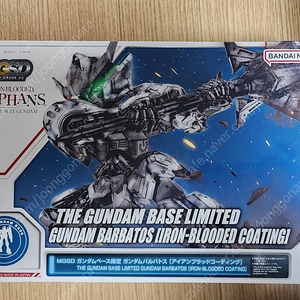 MGSD
IRON-BLOODED
ORPHANS
BANDAI
THE GUNDAM BASE LIMITED
GUNDAM BARBATOS [IRON-BLOODED COATING]
MGSD ガンダムベース限定 ガンダムバルバトス [アイアンブラッドコーティング]
THE GUNDAM BASE LIMITED GUNDAM BARBATOS [IRON-BLOODED COATING]